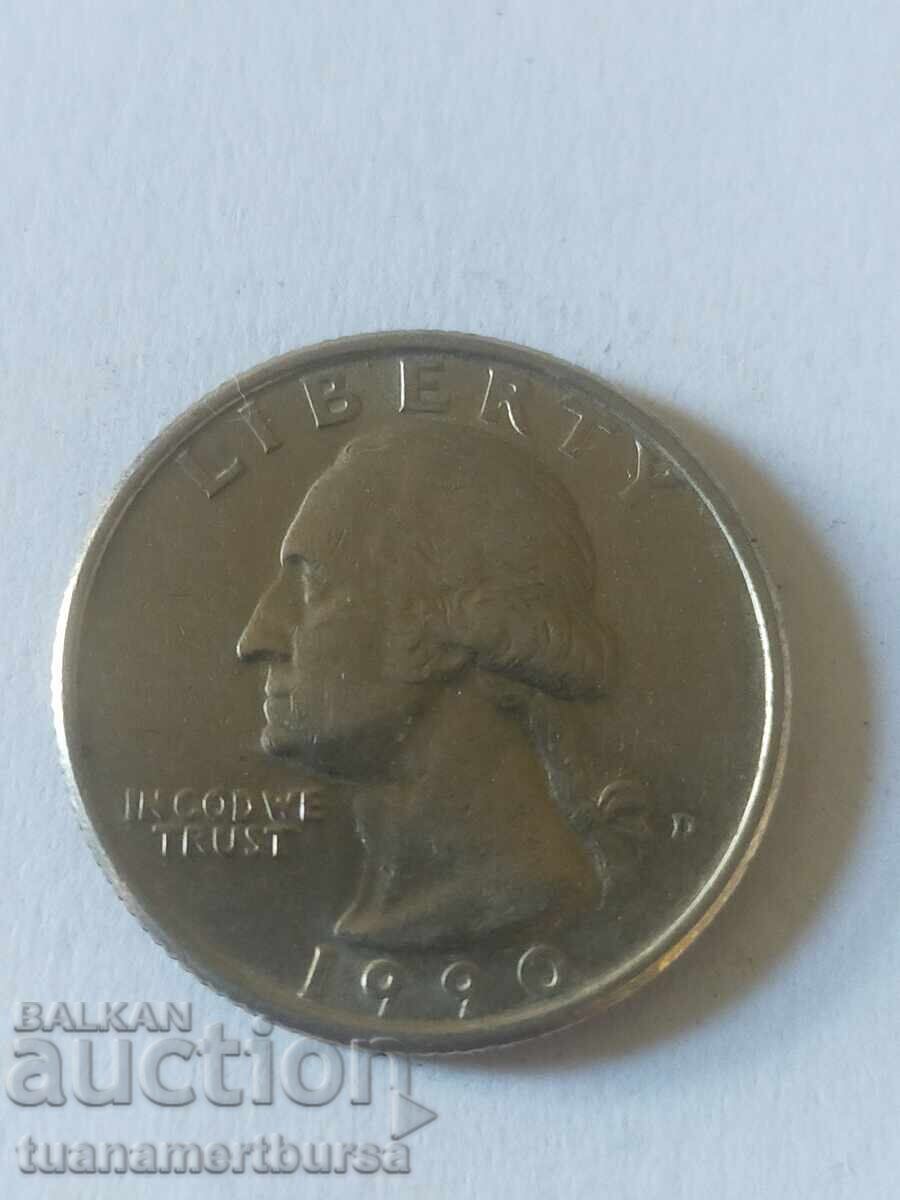 LIBERTY
IN GOD WE
TRUST
D
1990
BALKAN
auction
tuanamertbursa